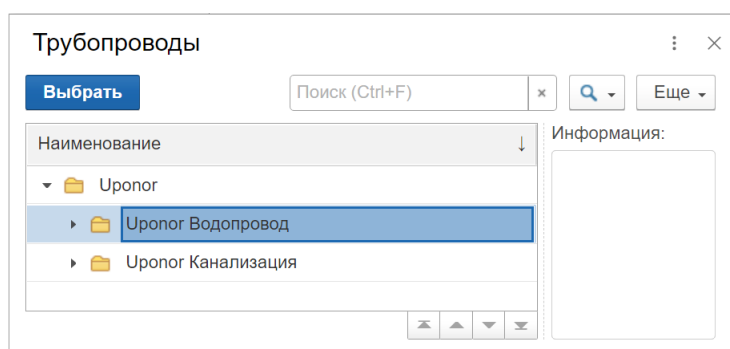 Трубопроводы
Выбрать
Поиск (Ctrl+F)
Еще
Наименование
Информация:
Uponor
Uponor Водопровод
Uponor Канализация